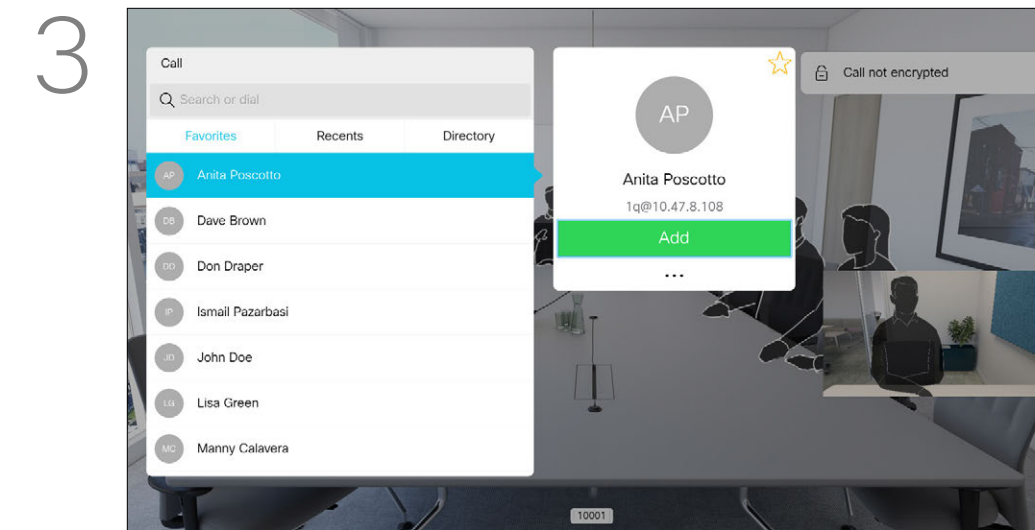 3
Call
Search or dial
Favorites Recents Directory
AP Anita Poscotto
DB Dave Brown
DD Don Draper
IP Ismail Pazarbasi
JD John Doe
LG Lisa Green
MC Manny Calavera
AP
Anita Poscotto
1q@10.47.8.108
Add
...
Call not encrypted
10001